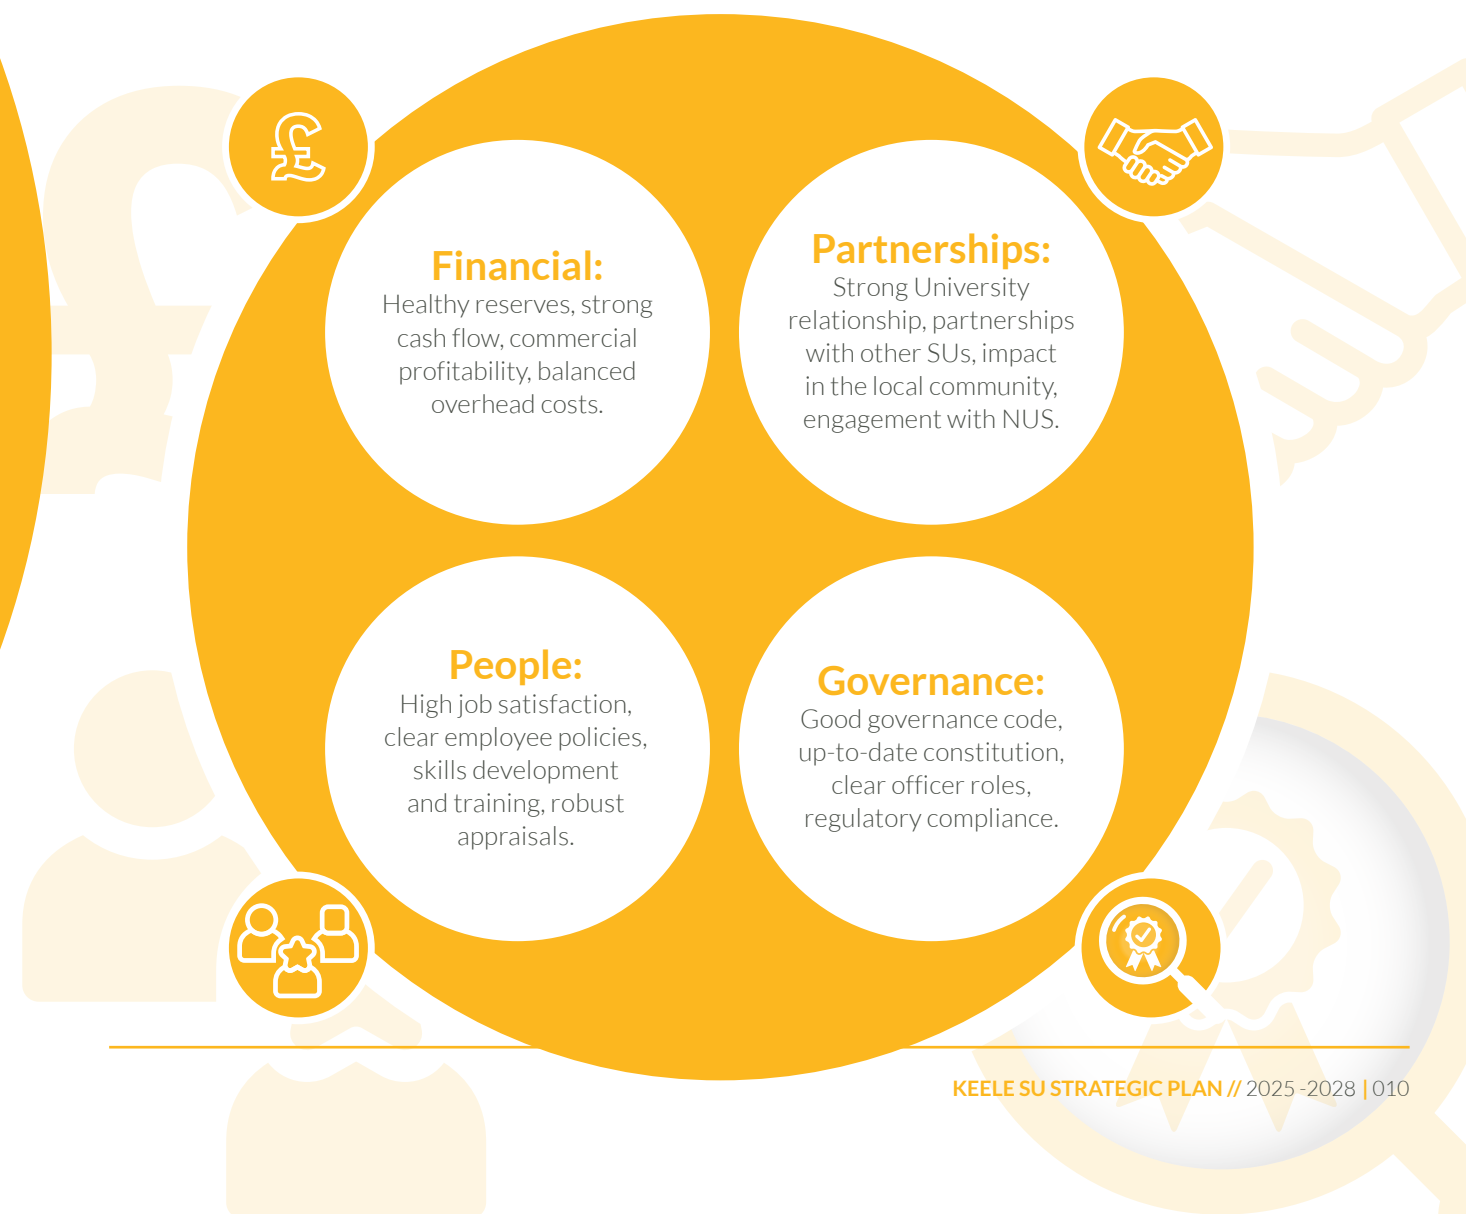 Financial:
Healthy reserves, strong
cash flow, commercial
profitability, balanced
overhead costs.
Partnerships:
Strong University
relationship, partnerships
with other SUs, impact
in the local community,
engagement with NUS.
People:
High job satisfaction,
clear employee policies,
skills development
and training, robust
appraisals.
Governance:
Good governance code,
up-to-date constitution,
clear officer roles,
regulatory compliance.
KEELE SU STRATEGIC PLAN // 2025 -2028 | 010